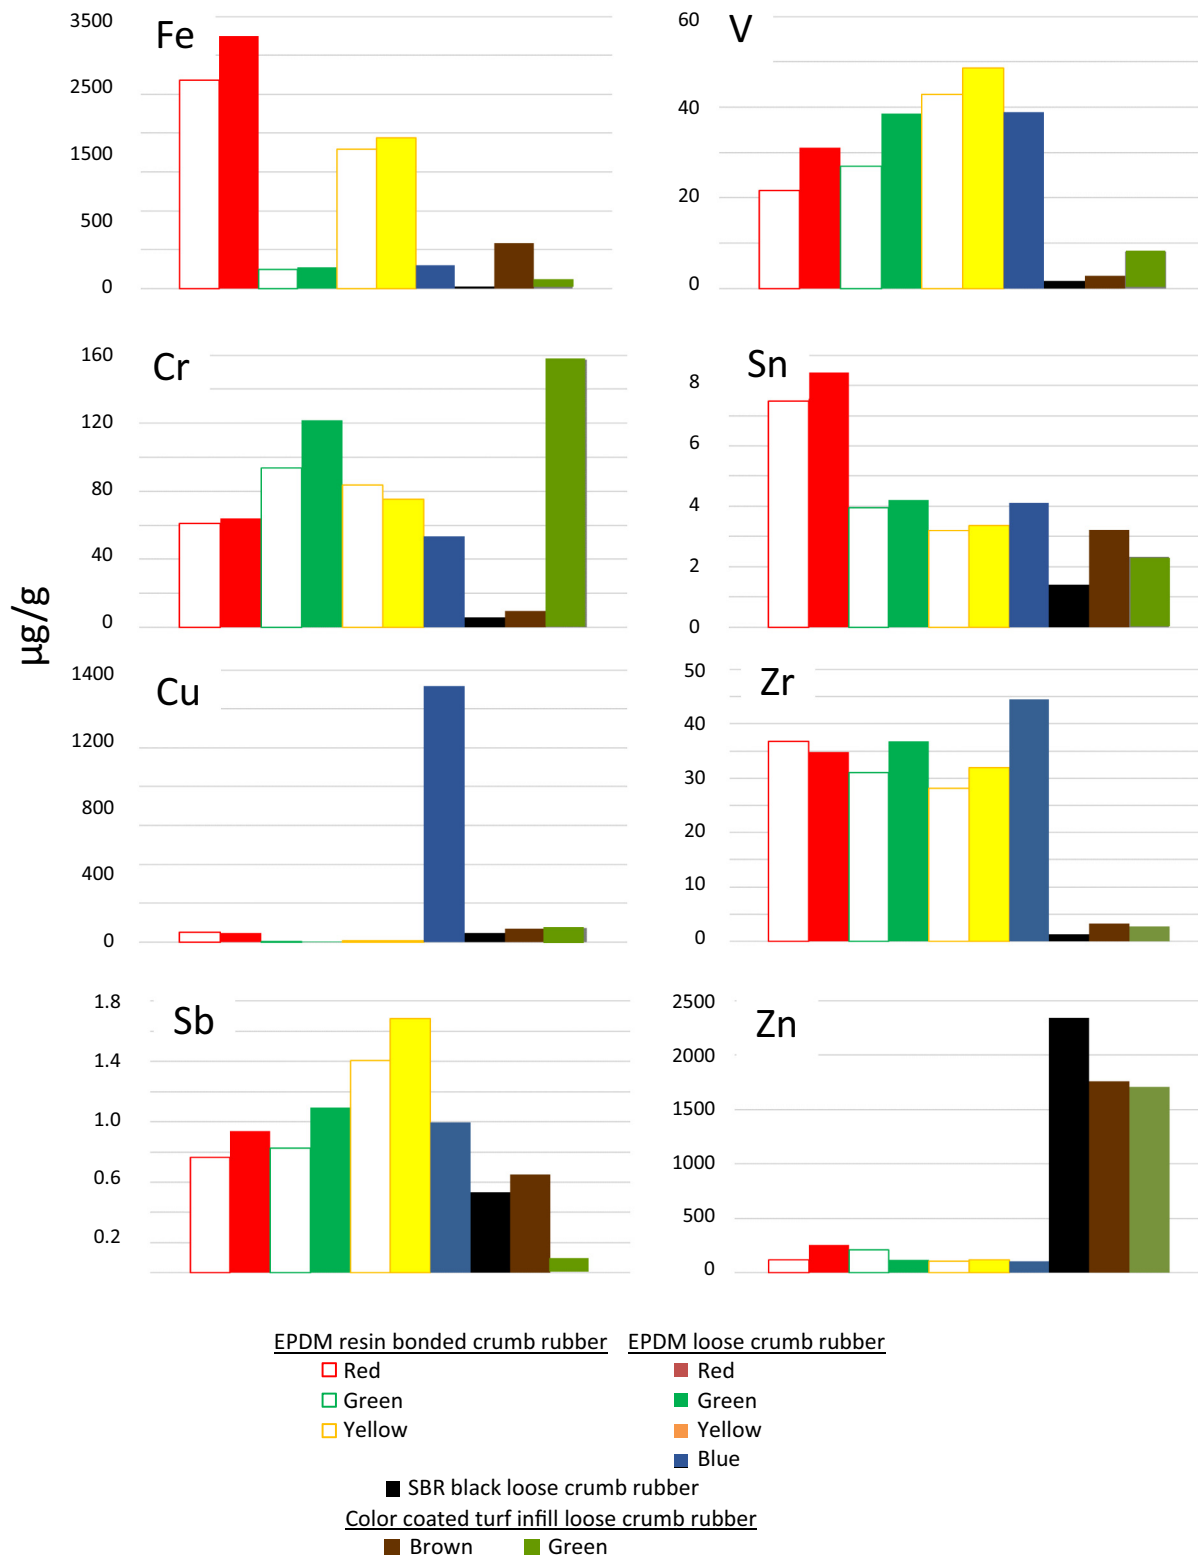 Fe
3500
2500
1500
500
0
V
60
40
20
0
Cr
160
120
80
40
0
Sn
8
6
4
2
0
µg/g
Cu
1400
1200
800
400
0
Zr
50
40
30
20
10
0
Sb
1.8
1.4
1.0
0.6
0.2
Zn
2500
2000
1500
1000
500
0
EPDM resin bonded crumb rubber
Red
Green
Yellow
EPDM loose crumb rubber
Red
Green
Yellow
Blue
SBR black loose crumb rubber
Color coated turf infill loose crumb rubber
Brown Green